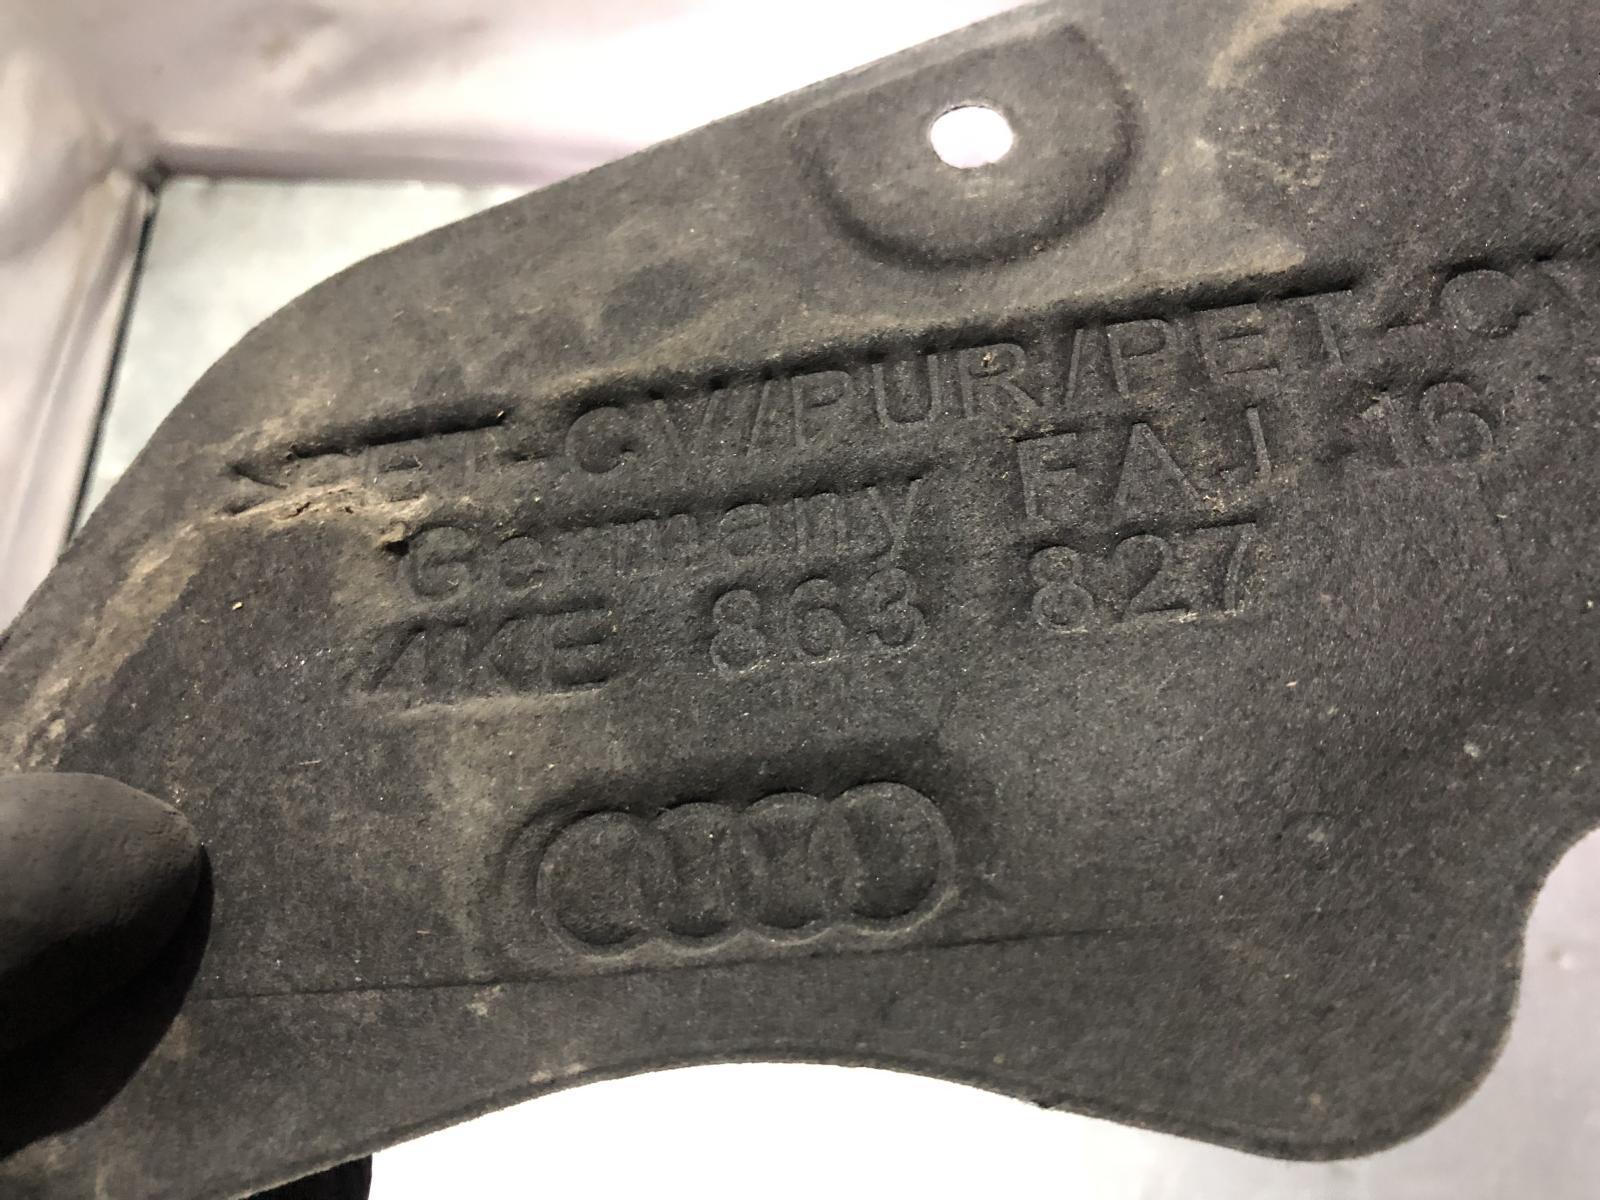 >PET-CV/PUR/PET-CV
Germany FAJ 16
4KE 863 827